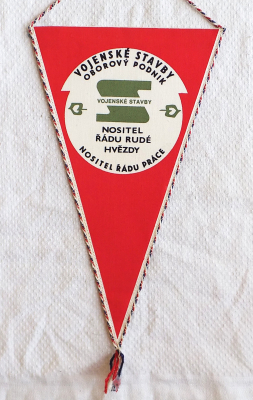 VOJENSKÉ STAVBY
OBOROVÝ PODNIK
VOJENSKÉ STAVBY
NOSITEL
ŘÁDU RUDÉ
HVĚZDY
NOSITEL ŘÁDU PRÁCE